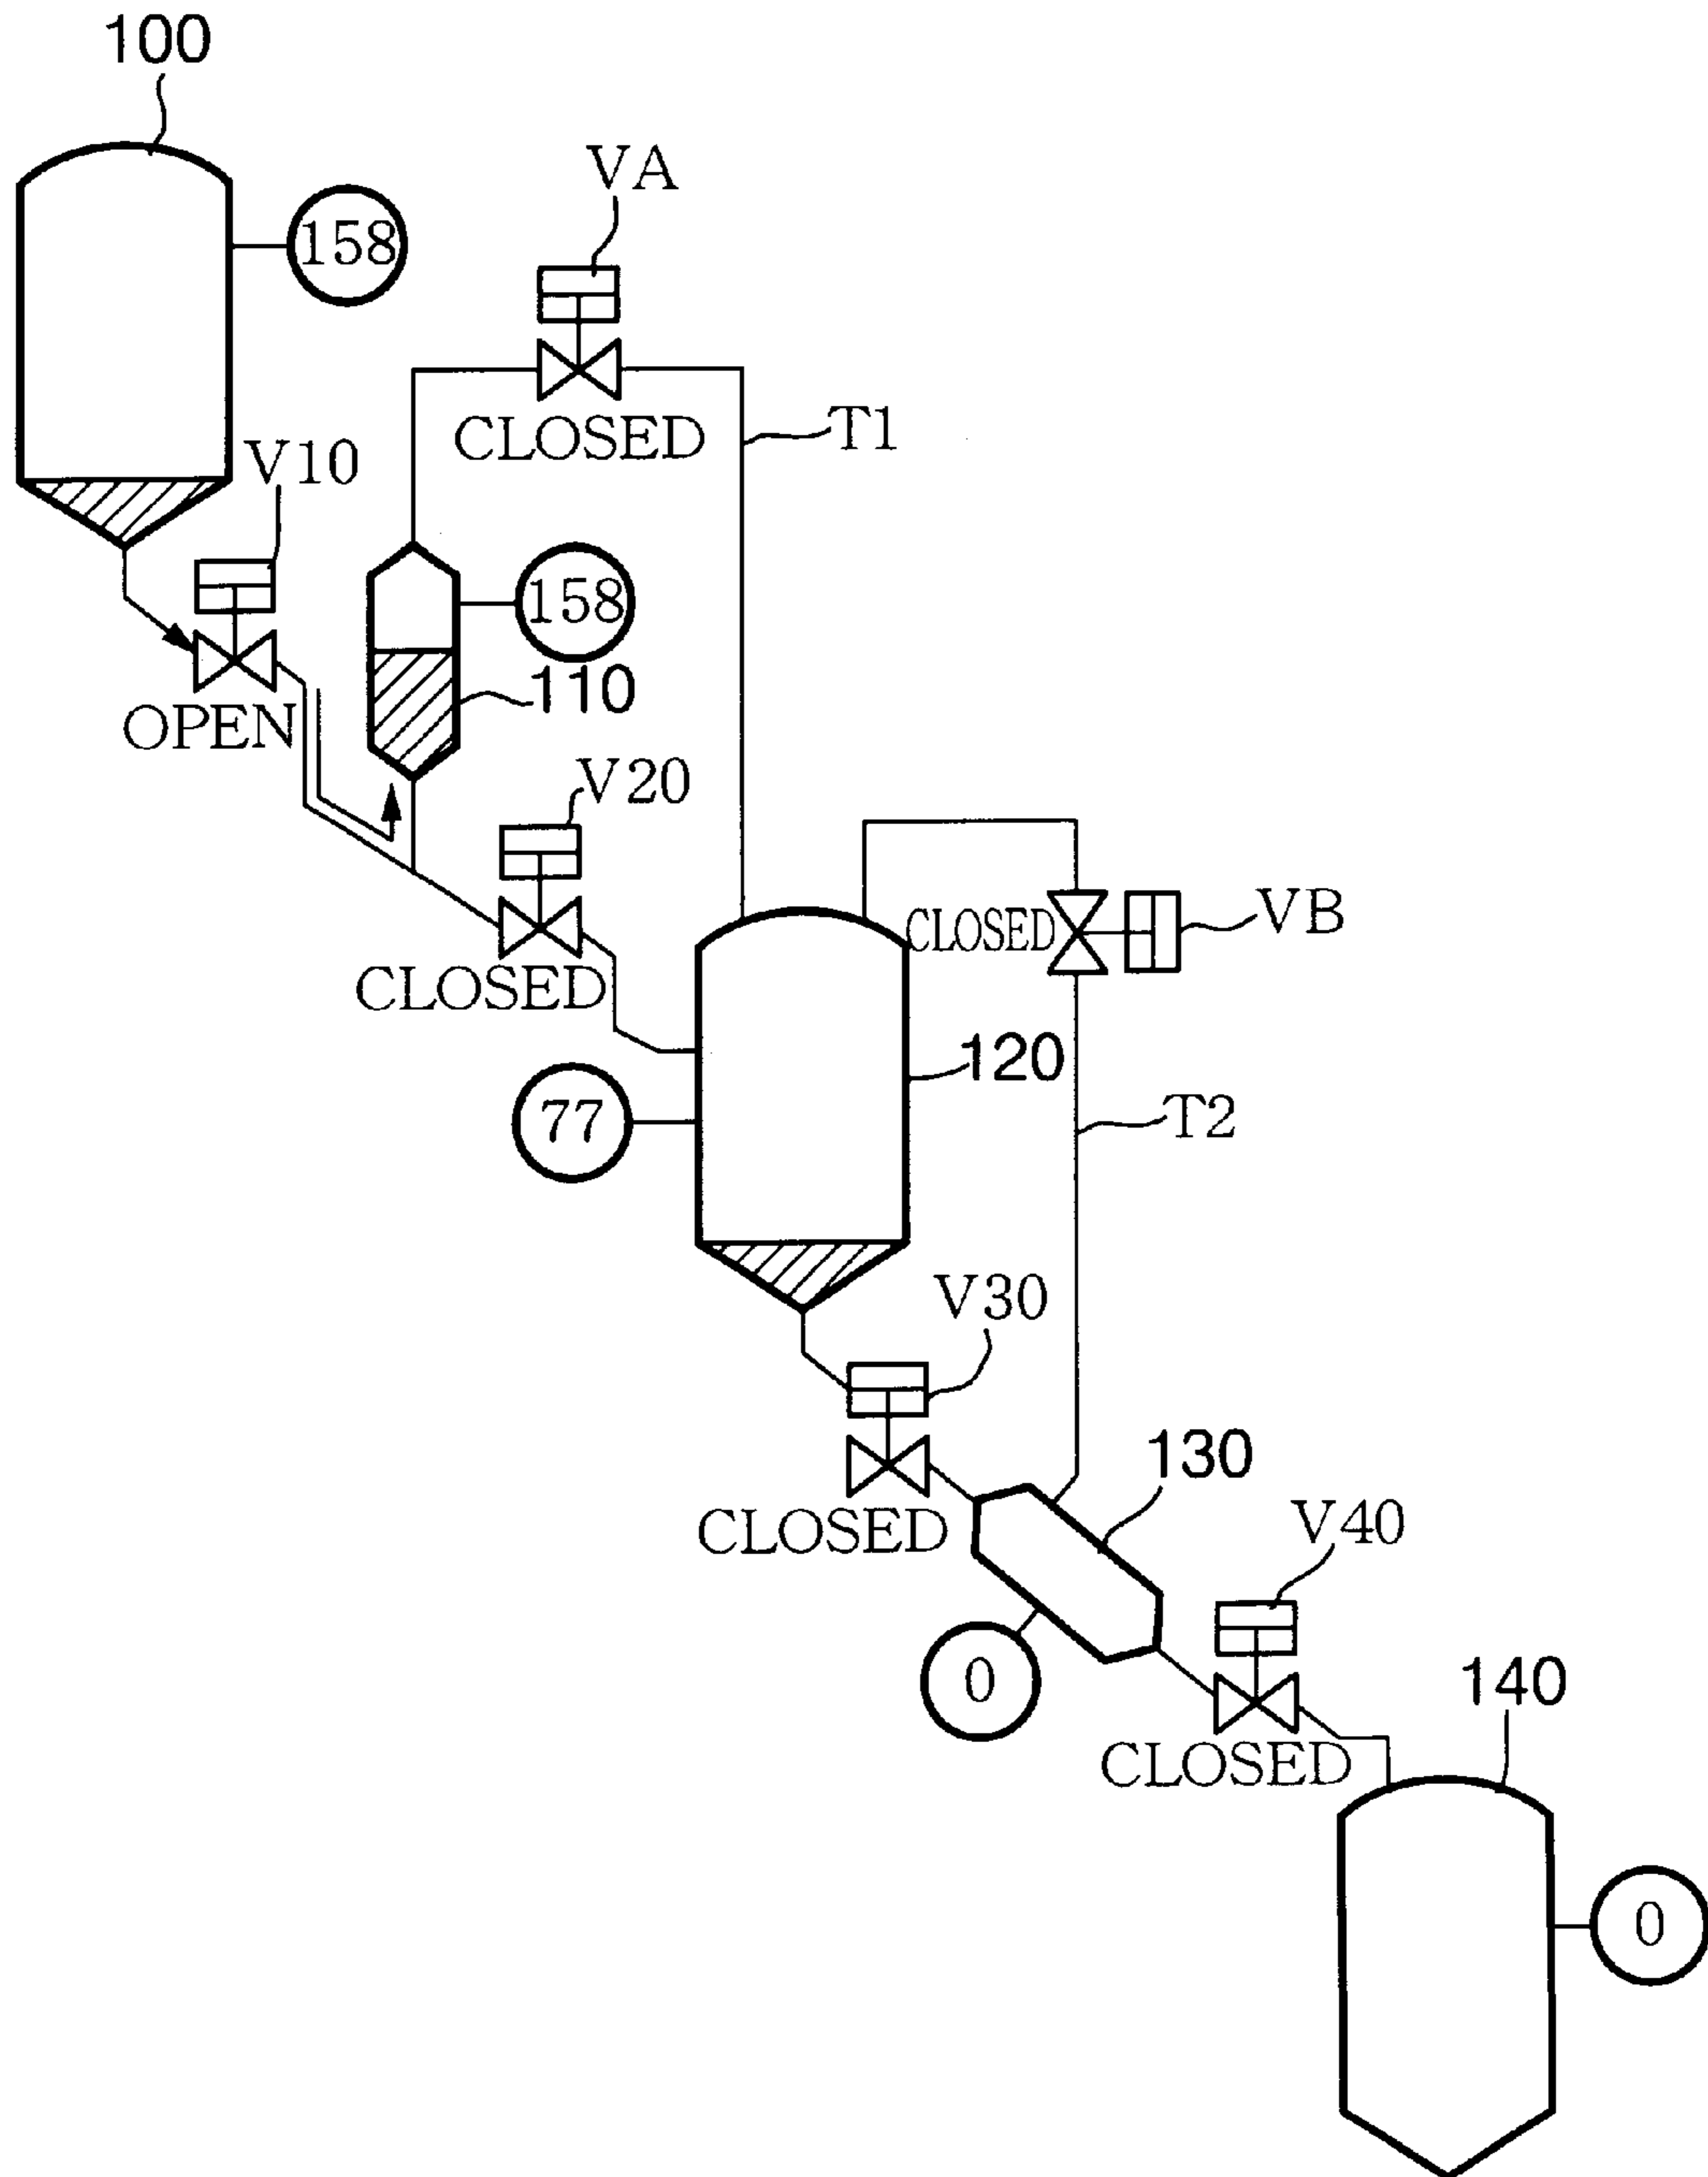 100
158
VA
CLOSED
T1
V10
OPEN
158
110
V20
CLOSED
CLOSED
VB
120
77
T2
V30
CLOSED
130
0
V40
CLOSED
140
0